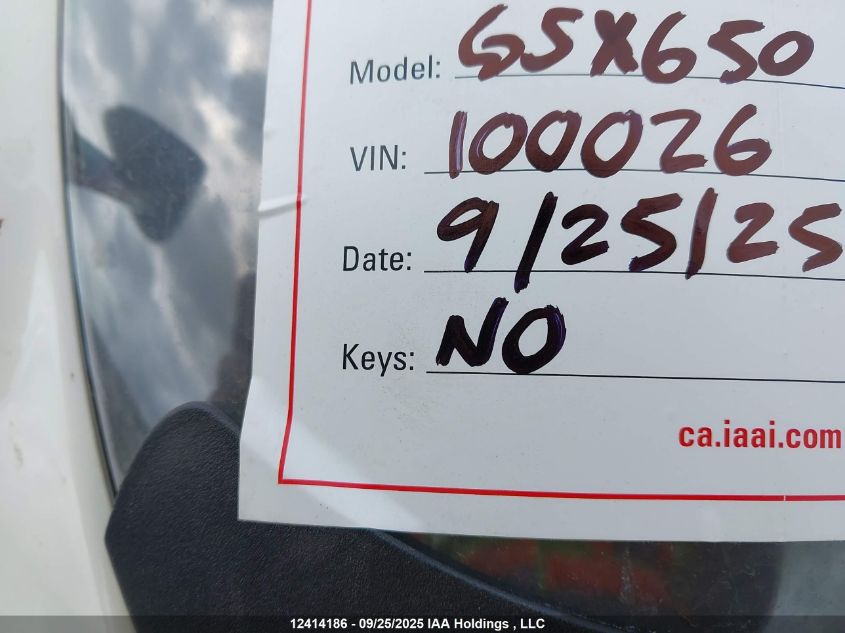 Model: GSX650
VIN: 100026
Date: 9/25/25
Keys: NO
ca.iaai.com
12414186 - 09/25/2025 IAA Holdings , LLC